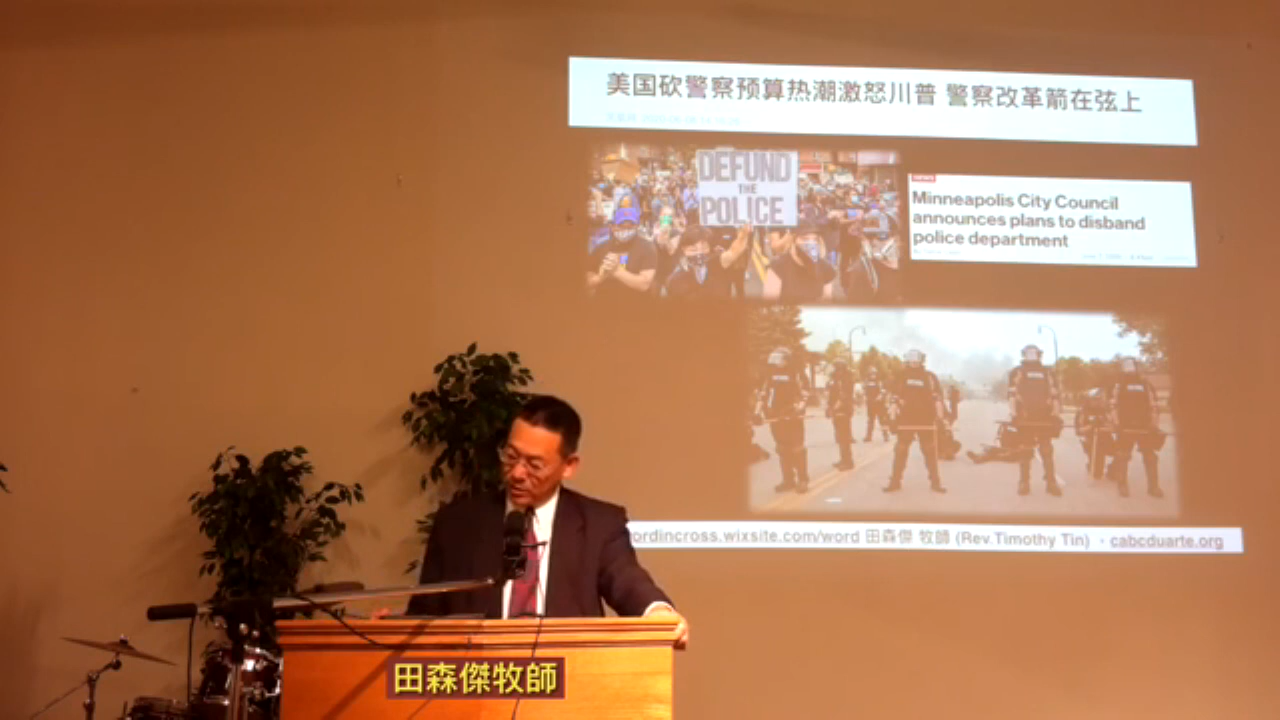 美国砍警察预算热潮激怒川普 警察改革箭在弦上
DEFUND
THE
POLICE
news
Minneapolis City Council
announces plans to disband
police department
ordincross.wixsite.com/word 田森傑 牧師 (Rev.Timothy Tin) • cabcduarte.org
田森傑牧師